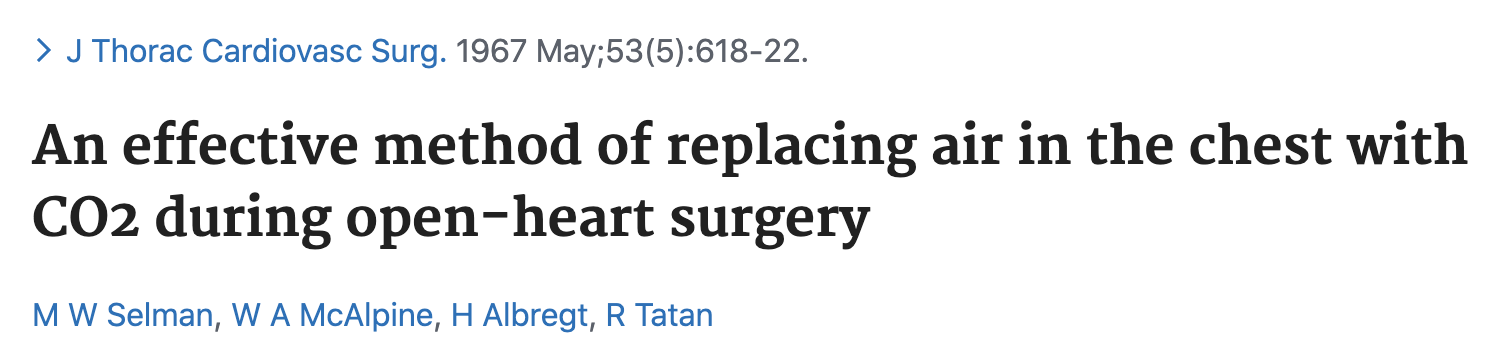 > J Thorac Cardiovasc Surg. 1967 May;53(5):618-22.
An effective method of replacing air in the chest with
CO2 during open-heart surgery
M W Selman, W A McAlpine, H Albregt, R Tatan